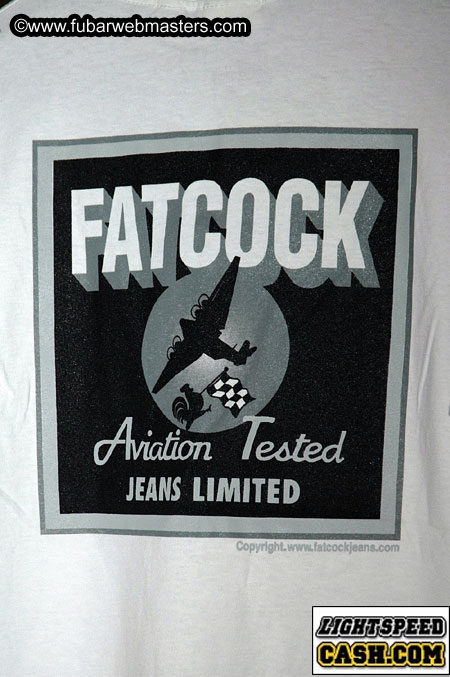 www.fubarwebmasters.com
FATCOCK
Aviation Tested
JEANS LIMITED
Copyright.www.fatcockjeans.com
LIGHTSPEED
CASH.COM